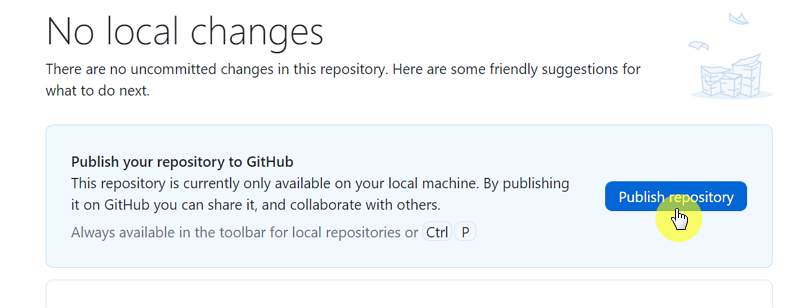 No local changes
There are no uncommitted changes in this repository. Here are some friendly suggestions for
what to do next.
Publish your repository to GitHub
This repository is currently only available on your local machine. By publishing
it on GitHub you can share it, and collaborate with others.
Always available in the toolbar for local repositories or Ctrl P
Publish repository